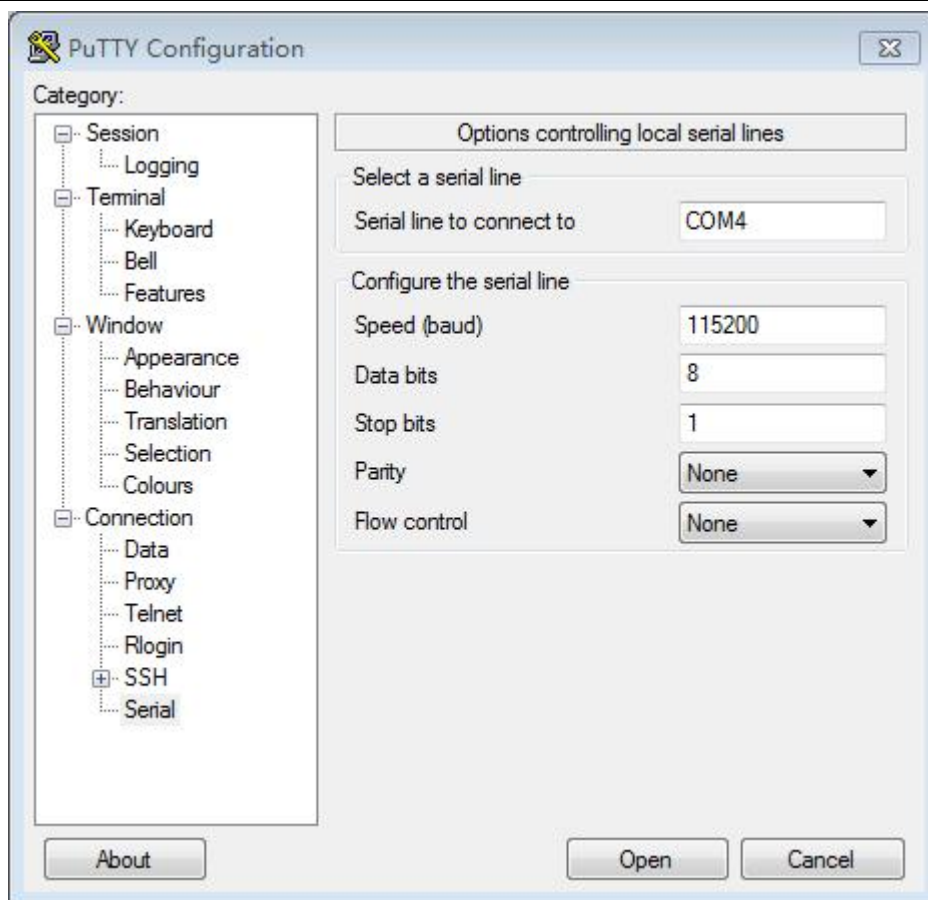 PuTTY Configuration
Category:
Session
Logging
Terminal
Keyboard
Bell
Features
Window
Appearance
Behaviour
Translation
Selection
Colours
Connection
Data
Proxy
Telnet
Rlogin
SSH
Serial
Options controlling local serial lines
Select a serial line
Serial line to connect to COM4
Configure the serial line
Speed (baud) 115200
Data bits 8
Stop bits 1
Parity None
Flow control None
About Open Cancel